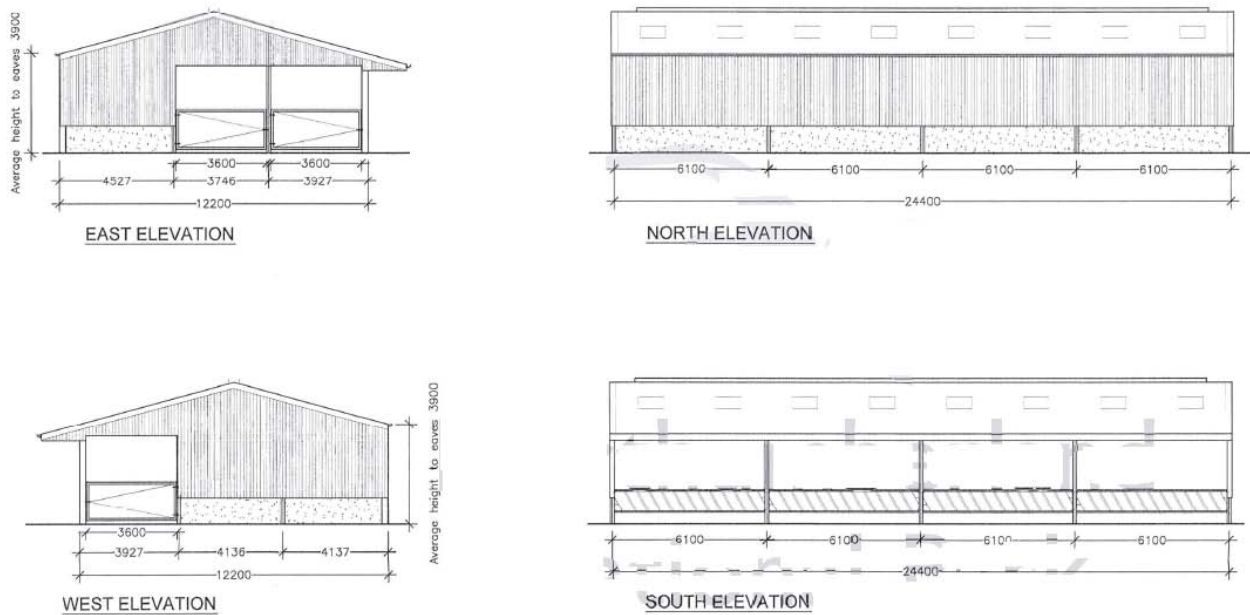 Average height to eaves 3900
3600 3600
4527 3746 3927
12200
EAST ELEVATION
6100 6100 6100 6100
24400
NORTH ELEVATION
Average height to eaves 3900
3600
3927 4136 4137
12200
WEST ELEVATION
6100 6100 6100 6100
24400
SOUTH ELEVATION